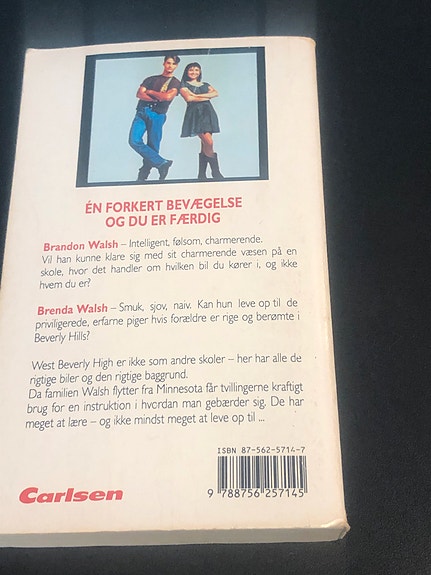 ÉN FORKERT BEVÆGELSE
OG DU ER FÆRDIG
Brandon Walsh – Intelligent, følsom, charmerende.
Vil han kunne klare sig med sit charmerende væsen på en
skole, hvor det handler om hvilken bil du kører i, og ikke
hvem du er?
Brenda Walsh – Smuk, sjov, naiv. Kan hun leve op til de
priviligerede, erfarne piger hvis forældre er rige og berømte i
Beverly Hills?
West Beverly High er ikke som andre skoler – her har alle de
rigtige biler og den rigtige baggrund.
Da familien Walsh flytter fra Minnesota får tvillingerne kraftigt
brug for en instruktion i hvordan man gebærder sig. De har
meget at lære – og ikke mindst meget at leve op til ...
ISBN 87-562-5714-7
Carlsen
9 788756 257145